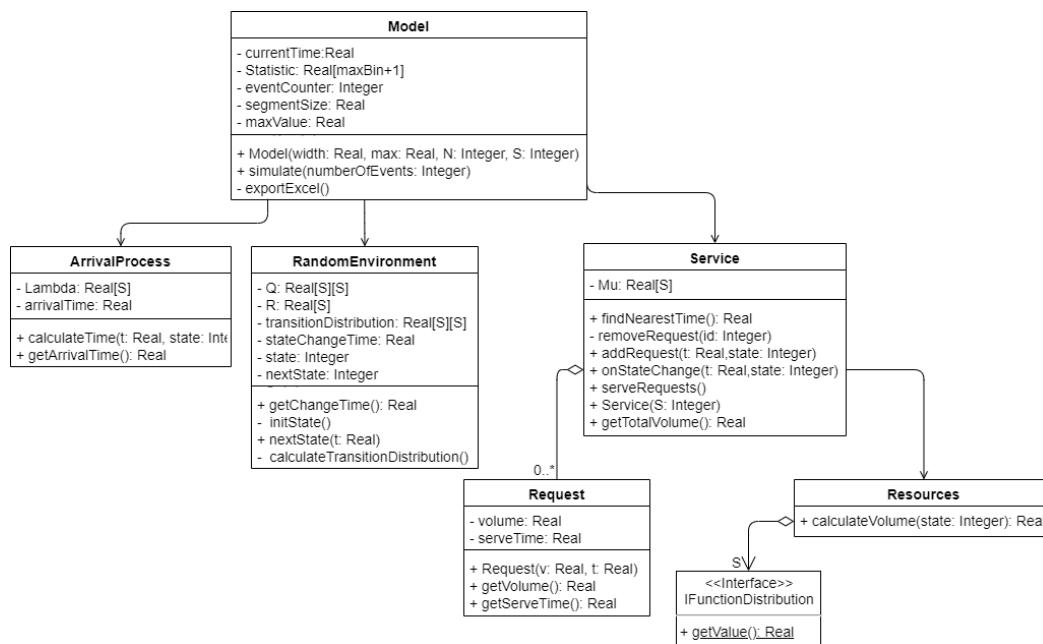 Model
- currentTime:Real
- Statistic: Real[maxBin+1]
- eventCounter: Integer
- segmentSize: Real
- maxValue: Real
+ Model(width: Real, max: Real, N: Integer, S: Integer)
+ simulate(numberOfEvents: Integer)
- exportExcel()
ArrivalProcess
- Lambda: Real[S]
- arrivalTime: Real
+ calculateTime(t: Real, state: Inte
+ getArrivalTime(): Real
RandomEnvironment
- Q: Real[S][S]
- R: Real[S]
- transitionDistribution: Real[S][S]
- stateChangeTime: Real
- state: Integer
- nextState: Integer
+ getChangeTime(): Real
- initState()
+ nextState(t: Real)
- calculateTransitionDistribution()
Service
- Mu: Real[S]
+ findNearestTime(): Real
- removeRequest(id: Integer)
+ addRequest(t: Real,state: Integer)
+ onStateChange(t: Real,state: Integer)
+ serveRequests()
+ Service(S: Integer)
+ getTotalVolume(): Real
0..*
Request
- volume: Real
- serveTime: Real
+ Request(v: Real, t: Real)
+ getVolume(): Real
+ getServeTime(): Real
Resources
+ calculateVolume(state: Integer): Real
S
<<Interface>>
IFunctionDistribution
+ getValue(): Real